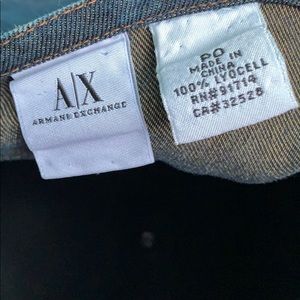 A|X
ARMANI EXCHANGE
P0
MADE IN
CHINA
100% LYOCELL
RN#91714
CA#32528